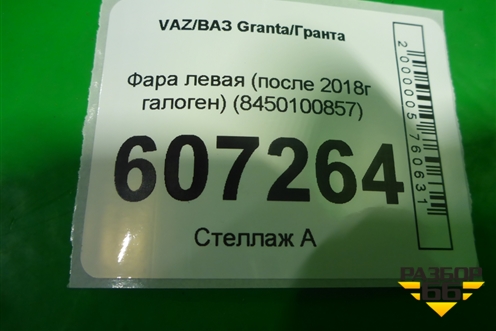 VAZ/ВАЗ Granta/Гранта
Фара левая (после 2018г
галоген) (8450100857)
607264
Стеллаж А
2000005760631
РАЗБОР
66